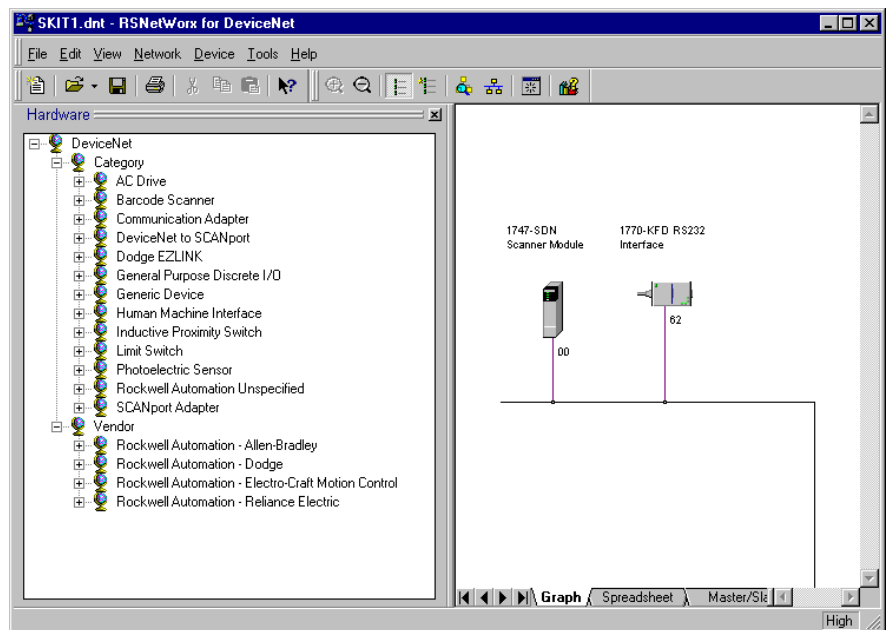 SKIT1.dnt - RSNetWorx for DeviceNet
File Edit View Network Device Tools Help
Hardware
DeviceNet
Category
AC Drive
Barcode Scanner
Communication Adapter
DeviceNet to SCANport
Dodge EZLINK
General Purpose Discrete I/O
Generic Device
Human Machine Interface
Inductive Proximity Switch
Limit Switch
Photoelectric Sensor
Rockwell Automation Unspecified
SCANport Adapter
Vendor
Rockwell Automation - Allen-Bradley
Rockwell Automation - Dodge
Rockwell Automation - Electro-Craft Motion Control
Rockwell Automation - Reliance Electric
1747-SDN
Scanner Module
00
1770-KFD RS232
Interface
62
Graph Spreadsheet Master/Sla
High